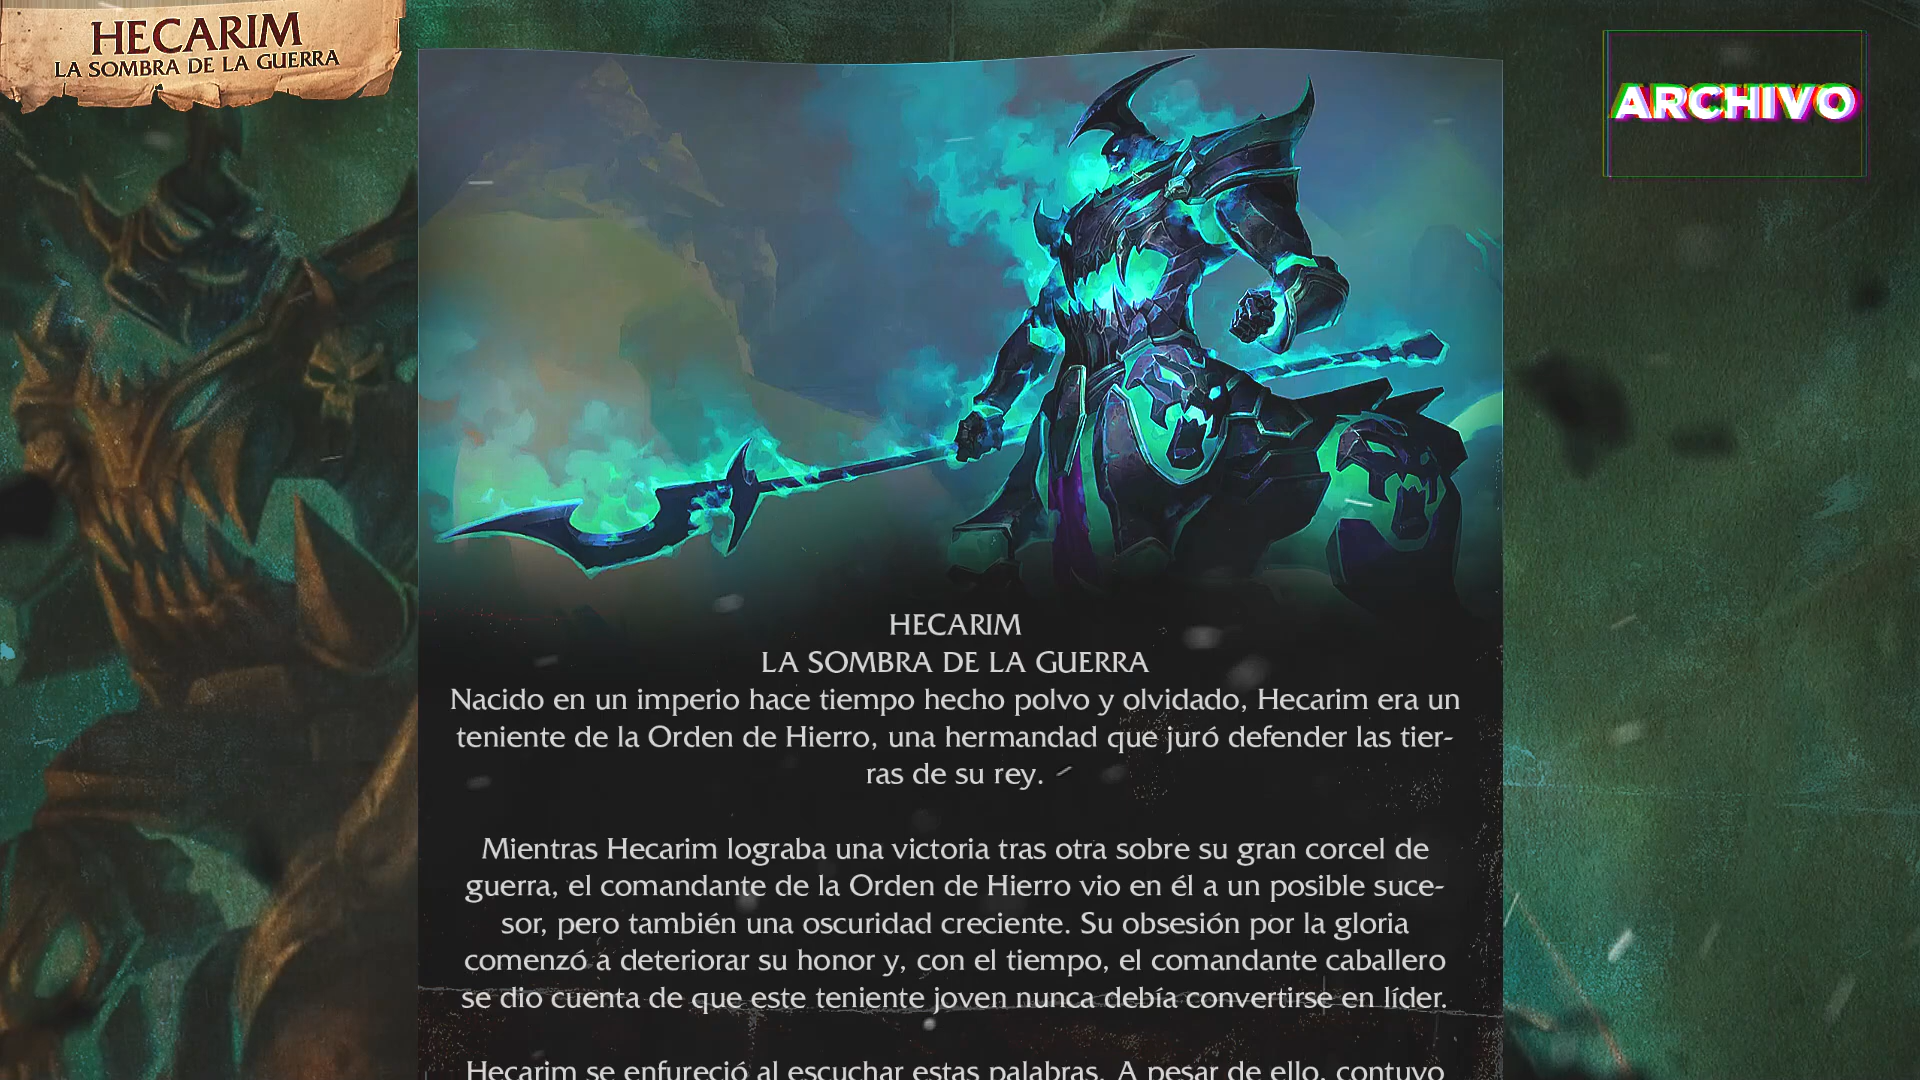 HECARIM
LA SOMBRA DE LA GUERRA
ARCHIVO
HECARIM
LA SOMBRA DE LA GUERRA
Nacido en un imperio hace tiempo hecho polvo y olvidado, Hecarim era un
teniente de la Orden de Hierro, una hermandad que juró defender las tier-
ras de su rey.
Mientras Hecarim lograba una victoria tras otra sobre su gran corcel de
guerra, el comandante de la Orden de Hierro vio en él a un posible suce-
sor, pero también una oscuridad creciente. Su obsesión por la gloria
comenzó a deteriorar su honor y, con el tiempo, el comandante caballero
se dio cuenta de que este teniente joven nunca debía convertirse en líder.
Hecarim se enfureció al escuchar estas palabras. A pesar de ello, contuvo